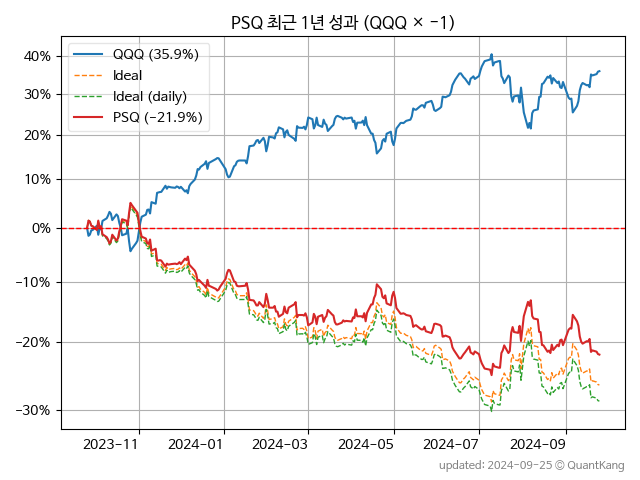 PSQ 최근 1년 성과 (QQQ × −1)
QQQ (35.9%)
Ideal
Ideal (daily)
PSQ (−21.9%)
40%
30%
20%
10%
0%
−10%
−20%
−30%
2023−11
2024−01
2024−03
2024−05
2024−07
2024−09
updated: 2024−09−25 ⓒ QuantKang